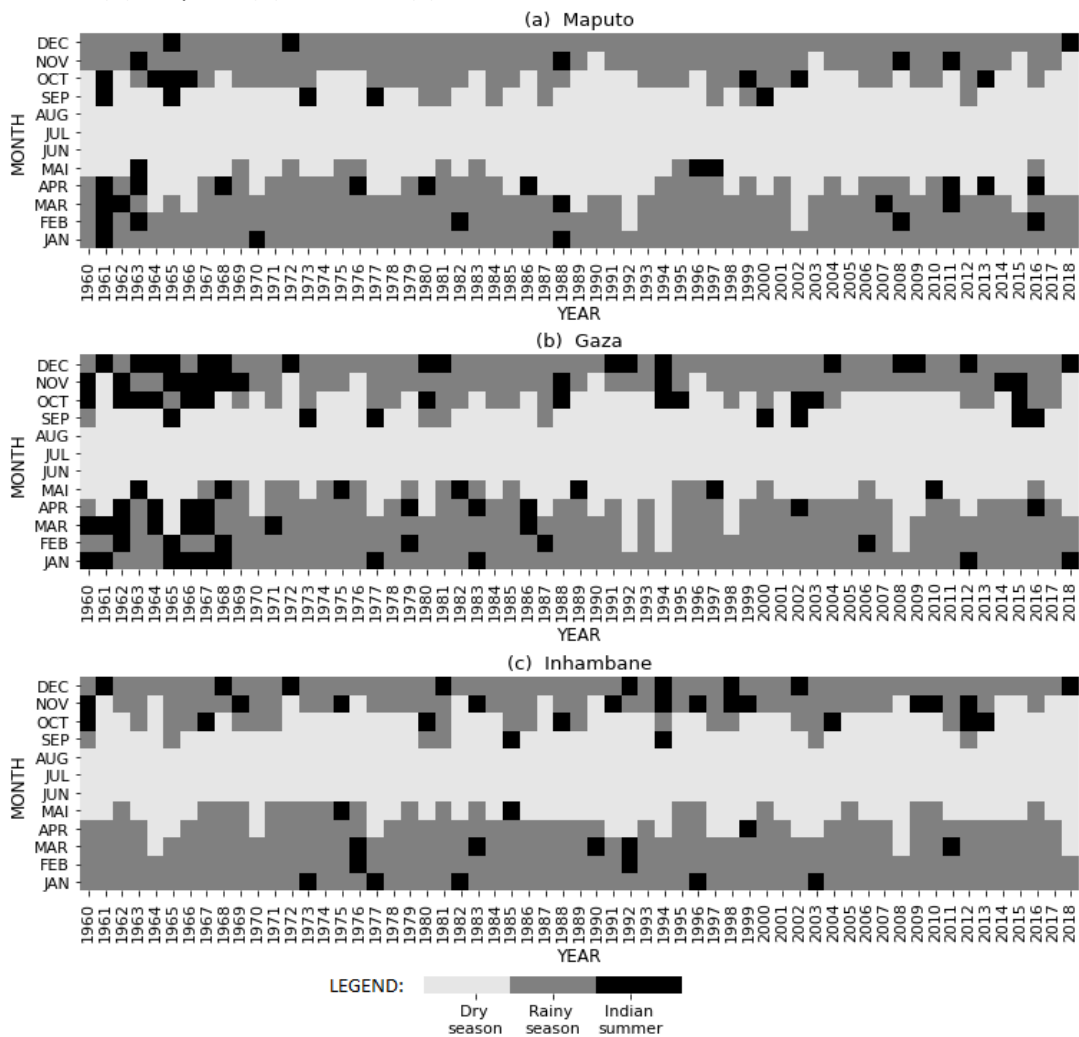 (a) Maputo
DEC
NOV
OCT
SEP
AUG
JUL
JUN
MAI
APR
MAR
FEB
JAN
MONTH
1960 1961 1962 1963 1964 1965 1966 1967 1968 1969 1970 1971 1972 1973 1974 1975 1976 1977 1978 1979 1980 1981 1982 1983 1984 1985 1986 1987 1988 1989 1990 1991 1992 1993 1994 1995 1996 1997 1998 1999 2000 2001 2002 2003 2004 2005 2006 2007 2008 2009 2010 2011 2012 2013 2014 2015 2016 2017 2018
YEAR
(b) Gaza
DEC
NOV
OCT
SEP
AUG
JUL
JUN
MAI
APR
MAR
FEB
JAN
MONTH
1960 1961 1962 1963 1964 1965 1966 1967 1968 1969 1970 1971 1972 1973 1974 1975 1976 1977 1978 1979 1980 1981 1982 1983 1984 1985 1986 1987 1988 1989 1990 1991 1992 1993 1994 1995 1996 1997 1998 1999 2000 2001 2002 2003 2004 2005 2006 2007 2008 2009 2010 2011 2012 2013 2014 2015 2016 2017 2018
YEAR
(c) Inhambane
DEC
NOV
OCT
SEP
AUG
JUL
JUN
MAI
APR
MAR
FEB
JAN
MONTH
1960 1961 1962 1963 1964 1965 1966 1967 1968 1969 1970 1971 1972 1973 1974 1975 1976 1977 1978 1979 1980 1981 1982 1983 1984 1985 1986 1987 1988 1989 1990 1991 1992 1993 1994 1995 1996 1997 1998 1999 2000 2001 2002 2003 2004 2005 2006 2007 2008 2009 2010 2011 2012 2013 2014 2015 2016 2017 2018
YEAR
LEGEND:
Dry
season
Rainy
season
Indian
summer